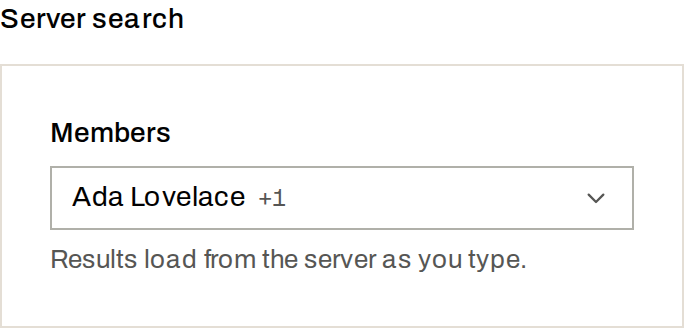 Server search
Members
Ada Lovelace +1
Results load from the server as you type.